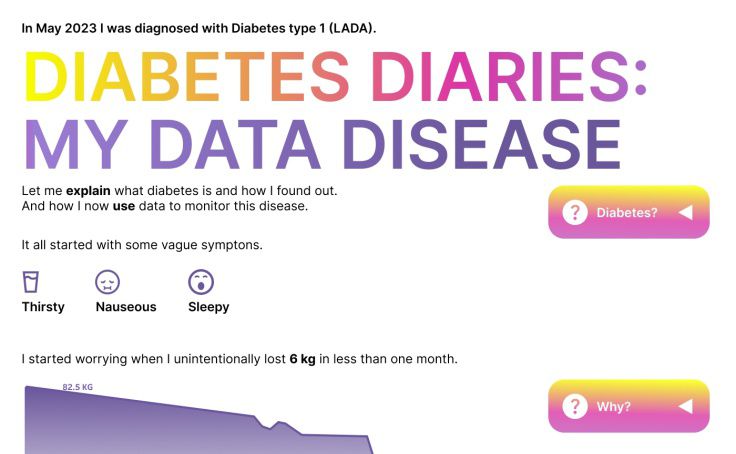 In May 2023 I was diagnosed with Diabetes type 1 (LADA).
DIABETES DIARIES:
MY DATA DISEASE
Let me explain what diabetes is and how I found out.
And how I now use data to monitor this disease.
? Diabetes?
It all started with some vague symptons.
Thirsty Nauseous Sleepy
I started worrying when I unintentionally lost 6 kg in less than one month.
82.5 KG
? Why?